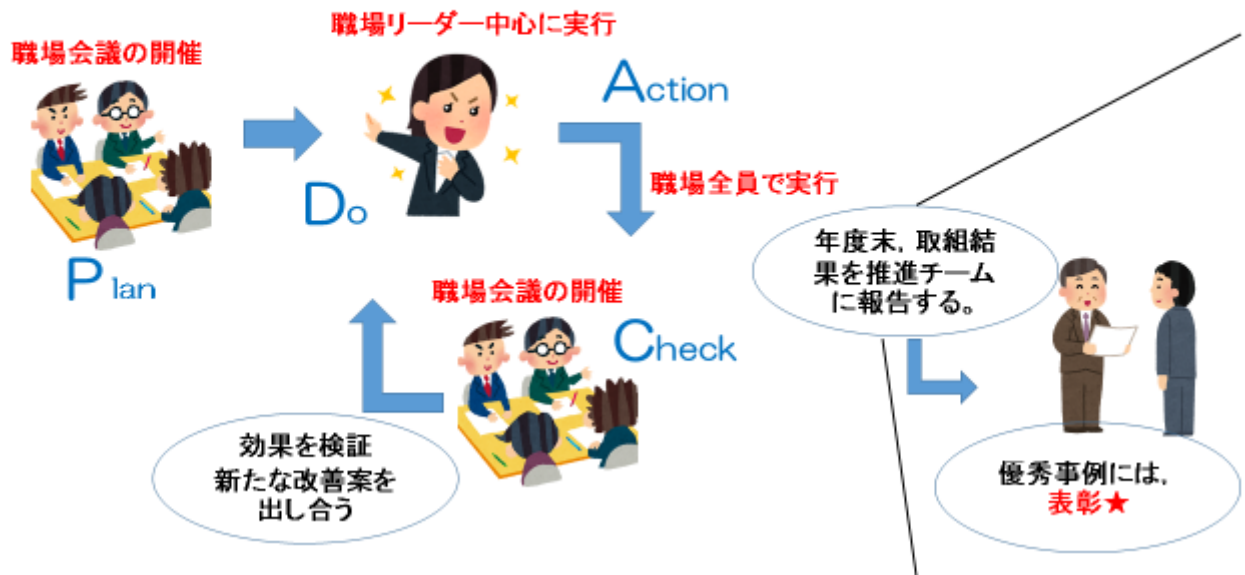 職場会議の開催
Plan
職場リーダー中心に実行
Do
Action
職場全員で実行
職場会議の開催
Check
効果を検証
新たな改善案を
出し合う
年度末，取組結
果を推進チーム
に報告する。
優秀事例には，
表彰★